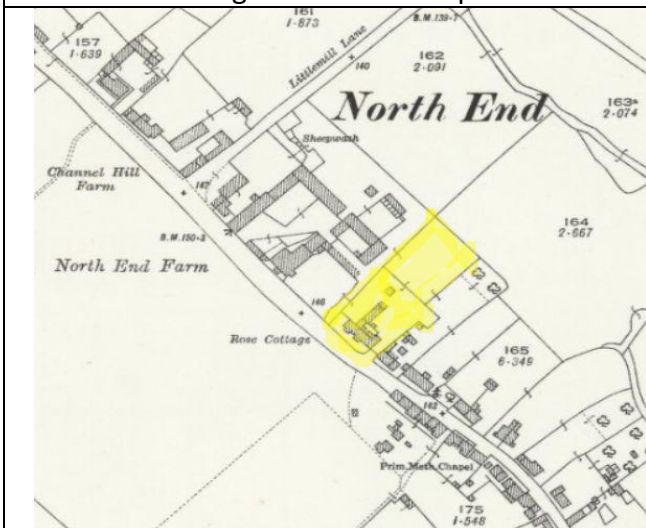 161
1·873
B.M.139·7
157
1·639
Littlemill Lane
140
162
2·091
163a
2·074
North End
Sheepwash
Channel Hill
Farm
147
164
2·667
B.M.150·5
North End Farm
146
Rose Cottage
165
6·349
Prim. Meth. Chapel
175
1·548